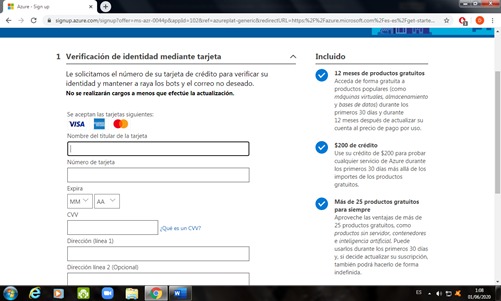 Azure - Sign up
signup.azure.com/signup?offer=ms-azr-0044p&appId=102&ref=azureplat-generic&redirectURL=https:%2F%2Fazure.microsoft.com%2Fes-es%2Fget-starte...
1 Verificación de identidad mediante tarjeta
Le solicitamos el número de su tarjeta de crédito para verificar su
identidad y mantener a raya los bots y el correo no deseado.
No se realizarán cargos a menos que efectúe la actualización.
Se aceptan las tarjetas siguientes:
VISA
Nombre del titular de la tarjeta
Número de tarjeta
Expira
MM AA
CVV
¿Qué es un CVV?
Dirección (línea 1)
Dirección línea 2 (Opcional)
Incluido
12 meses de productos gratuitos
Acceda de forma gratuita a
productos populares (como
máquinas virtuales, almacenamiento
y bases de datos) durante los
primeros 30 días y durante
12 meses después de actualizar su
cuenta al precio de pago por uso.
$200 de crédito
Use su crédito de $200 para probar
cualquier servicio de Azure durante
los primeros 30 días más allá de los
importes de los productos
gratuitos.
Más de 25 productos gratuitos
para siempre
Aproveche las ventajas de más de
25 productos gratuitos, como
productos sin servidor, contenedores
e inteligencia artificial. Puede
usarlos durante los primeros 30 días
y, si decide actualizar su suscripción,
también podrá hacerlo de forma
indefinida.
ES
1:08
01/06/2020